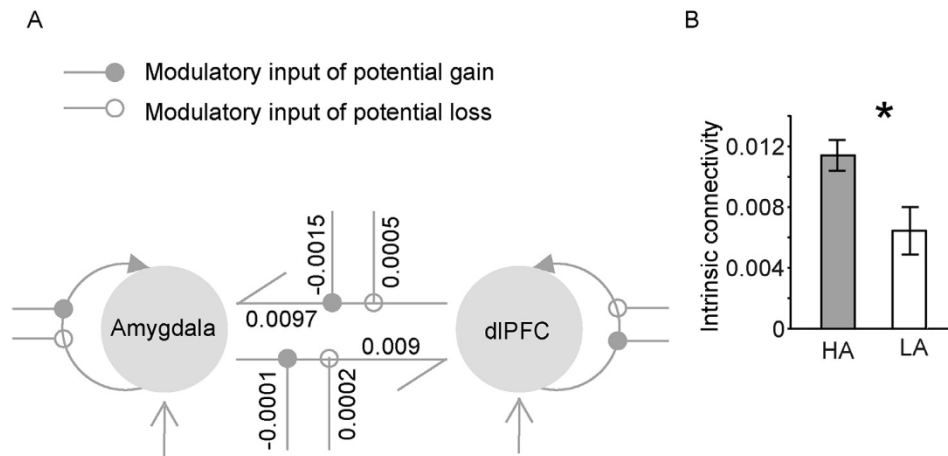 A
Modulatory input of potential gain
Modulatory input of potential loss
-0.0015
0.0005
Amygdala
0.0097
dlPFC
0.009
-0.0001
0.0002
B
*
Intrinsic connectivity
0.012
0.008
0.004
0
HA
LA